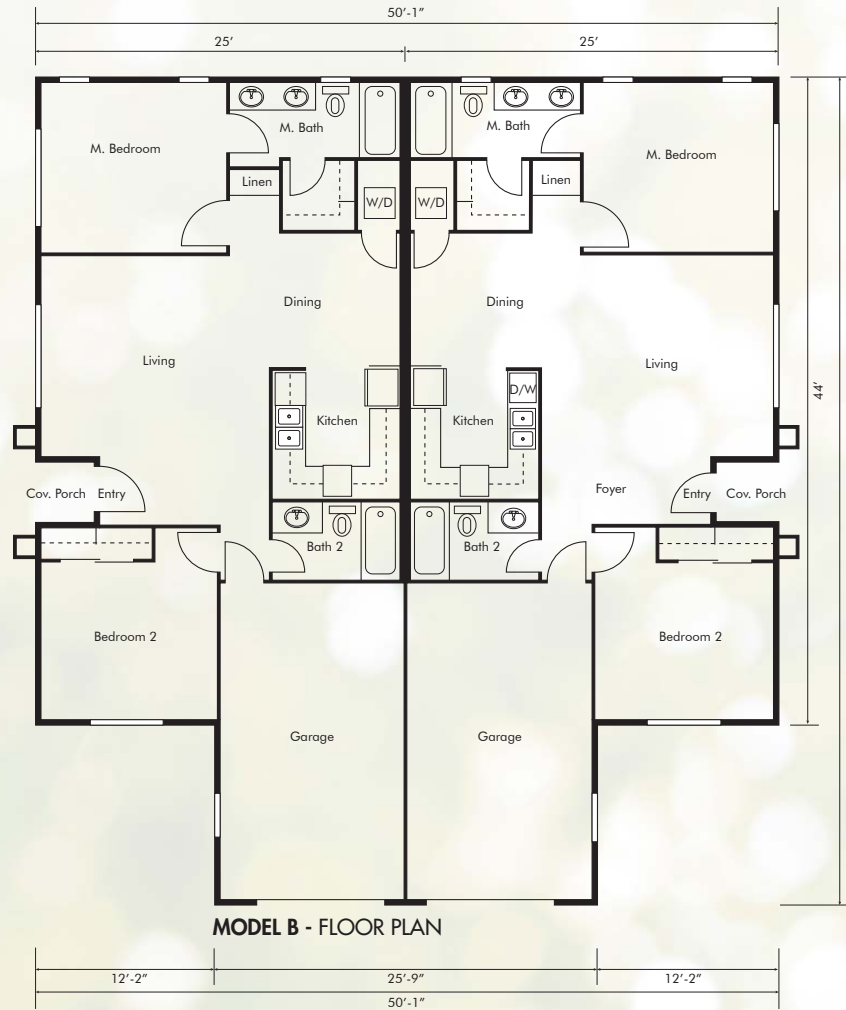 50'-1”
25'
25'
M. Bath
M. Bath
M. Bedroom
M. Bedroom
Linen
Linen
W/D
W/D
Dining
Dining
Living
Living
D/W
44'
Kitchen
Kitchen
Foyer
Cov. Porch
Entry
Entry
Cov. Porch
Bath 2
Bath 2
Bedroom 2
Bedroom 2
Garage
Garage
MODEL B - FLOOR PLAN
12'-2”
25'-9”
12'-2”
50'-1”